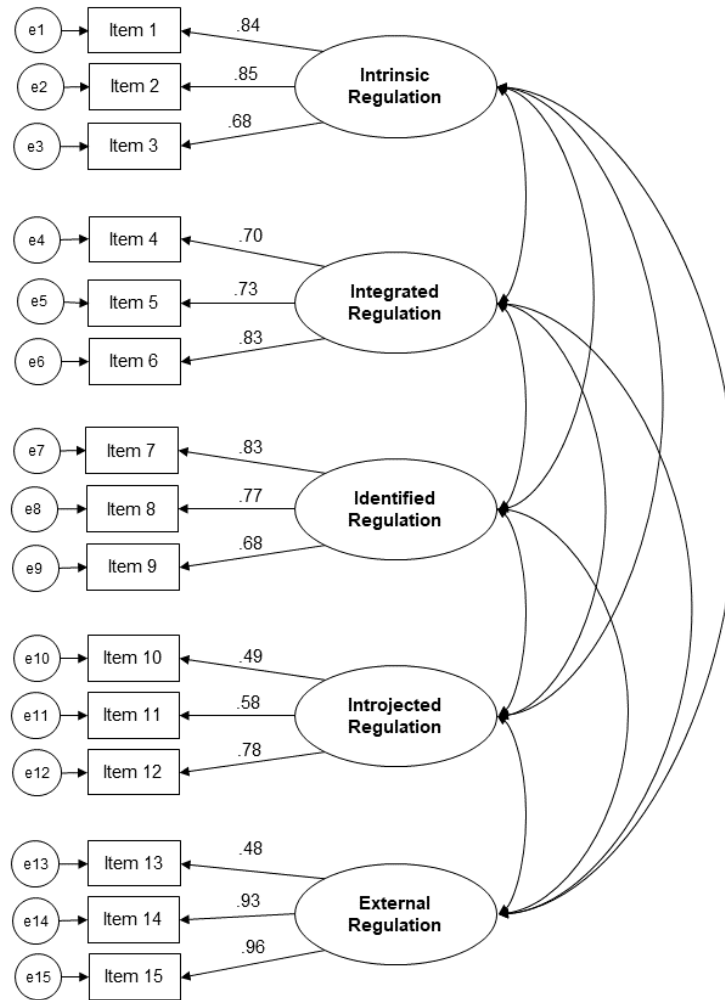 e1 Item 1 .84
Intrinsic
Regulation
e2 Item 2 .85
e3 Item 3 .68
e4 Item 4 .70
Integrated
Regulation
e5 Item 5 .73
e6 Item 6 .83
e7 Item 7 .83
Identified
Regulation
e8 Item 8 .77
e9 Item 9 .68
e10 Item 10 .49
Introjected
Regulation
e11 Item 11 .58
e12 Item 12 .78
e13 Item 13 .48
External
Regulation
e14 Item 14 .93
e15 Item 15 .96